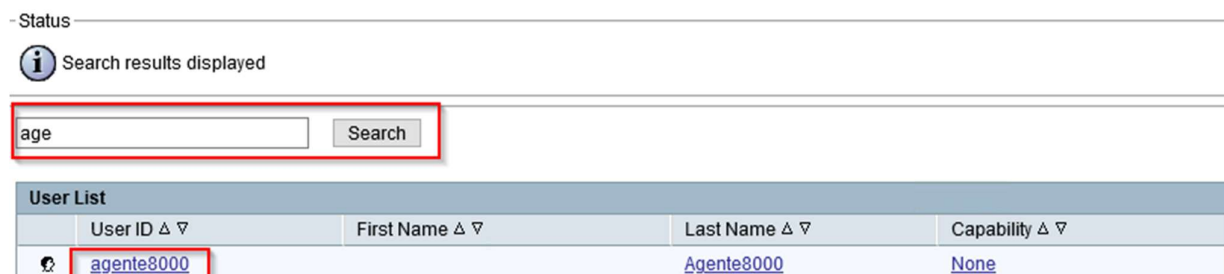 Status
Search results displayed
age Search
User List
User ID △ ▽ First Name △ ▽ Last Name △ ▽ Capability △ ▽
agente8000 Agente8000 None